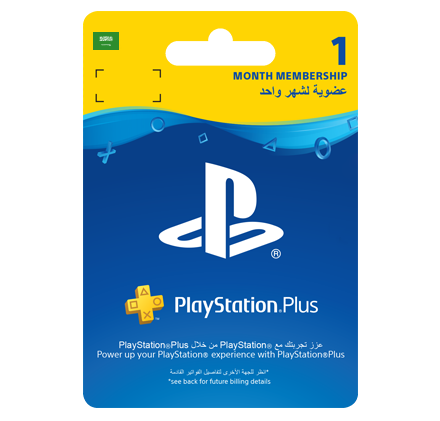 1
MONTH MEMBERSHIP
عضوية لشهر واحد
PlayStation®Plus
عزز تجربتك مع PlayStation® من خلال PlayStation®Plus
Power up your PlayStation® experience with PlayStation®Plus
*انظر للجهة الأخرى لتفاصيل الفواتير القادمة
*see back for future billing details